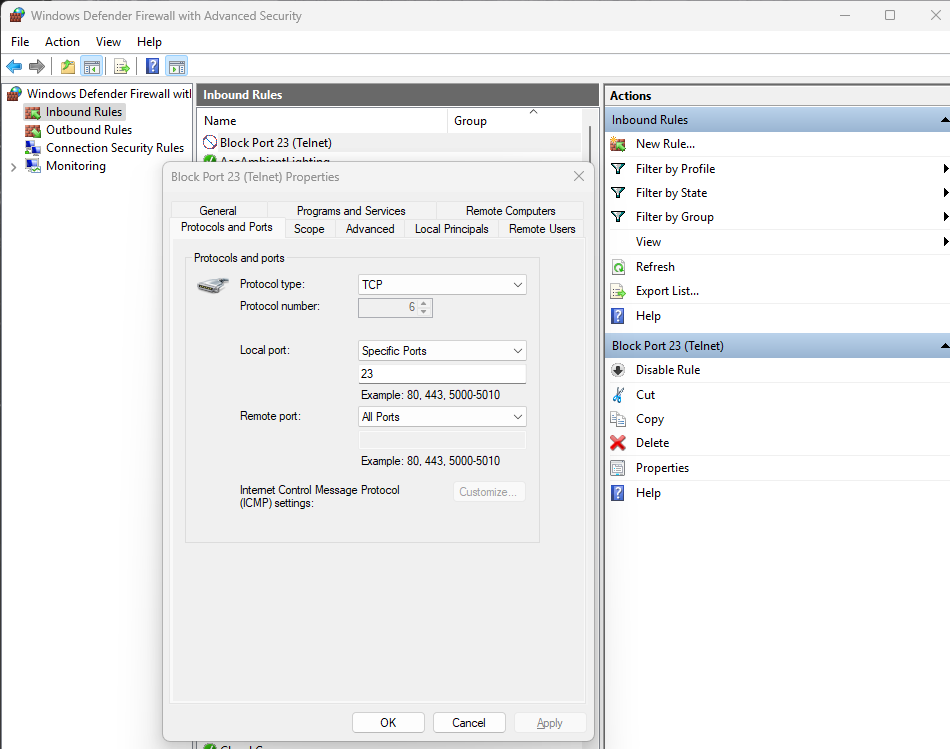 Windows Defender Firewall with Advanced Security
File Action View Help
Windows Defender Firewall wit
Inbound Rules
Outbound Rules
Connection Security Rules
Monitoring
Inbound Rules
Name Group
Block Port 23 (Telnet)
AacAmbientLighting
Block Port 23 (Telnet) Properties
General Programs and Services Remote Computers
Protocols and Ports Scope Advanced Local Principals Remote Users
Protocols and ports
Protocol type: TCP
Protocol number: 6
Local port: Specific Ports
23
Example: 80, 443, 5000-5010
Remote port: All Ports
Example: 80, 443, 5000-5010
Internet Control Message Protocol
(ICMP) settings: Customize...
OK Cancel Apply
Actions
Inbound Rules
New Rule...
Filter by Profile
Filter by State
Filter by Group
View
Refresh
Export List...
Help
Block Port 23 (Telnet)
Disable Rule
Cut
Copy
Delete
Properties
Help